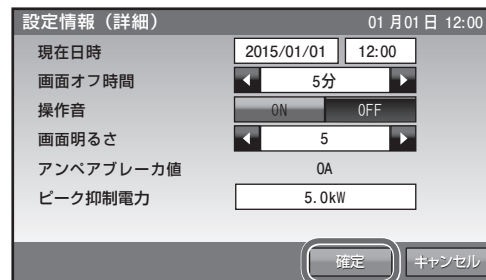 設定情報（詳細） 01月01日 12:00
現在日時 2015/01/01 12:00
画面オフ時間 5分
操作音 ON OFF
画面明るさ 5
アンペアブレーカ値 0A
ピーク抑制電力 5.0kW
確定 キャンセル